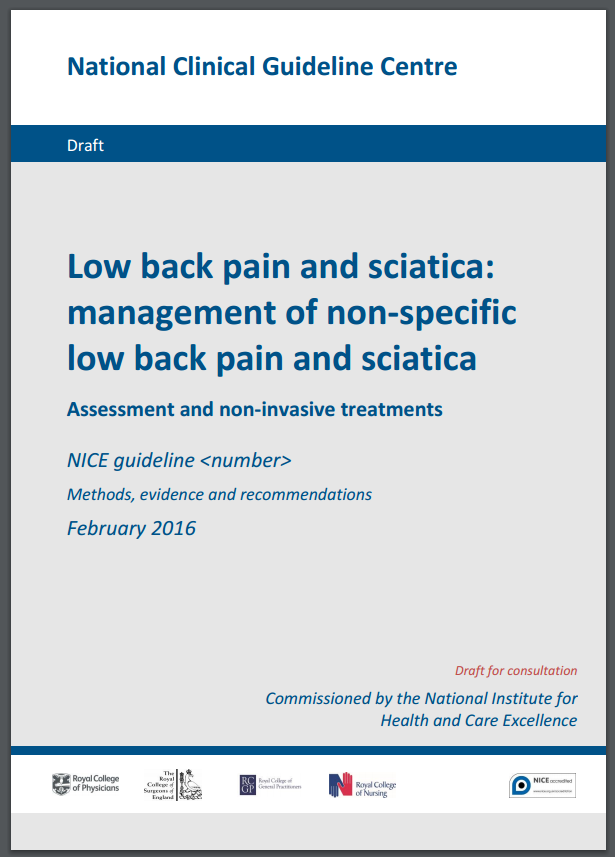 National Clinical Guideline Centre
Draft
Low back pain and sciatica:
management of non-specific
low back pain and sciatica
Assessment and non-invasive treatments
NICE guideline <number>
Methods, evidence and recommendations
February 2016
Draft for consultation
Commissioned by the National Institute for
Health and Care Excellence
Royal College
of Physicians
The
Royal
College of
Surgeons of
England
RC
GP
Royal College of
General Practitioners
Royal College
of Nursing
NICE accredited